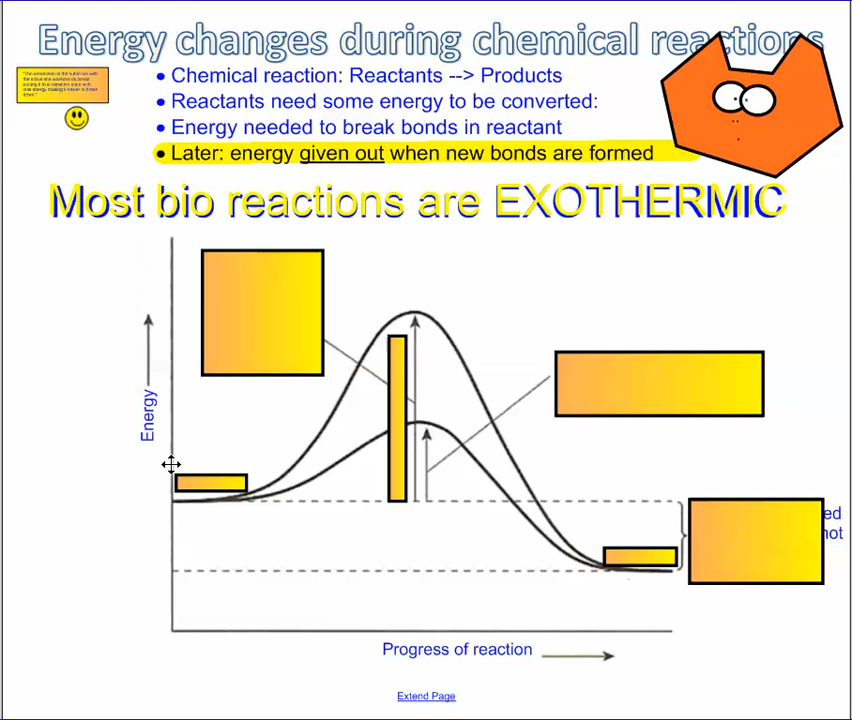 Energy changes during chemical reactions
• Chemical reaction: Reactants --> Products
• Reactants need some energy to be converted:
• Energy needed to break bonds in reactant
• Later: energy given out when new bonds are formed
Most bio reactions are EXOTHERMIC
Energy
ed
not
Progress of reaction
Extend Page